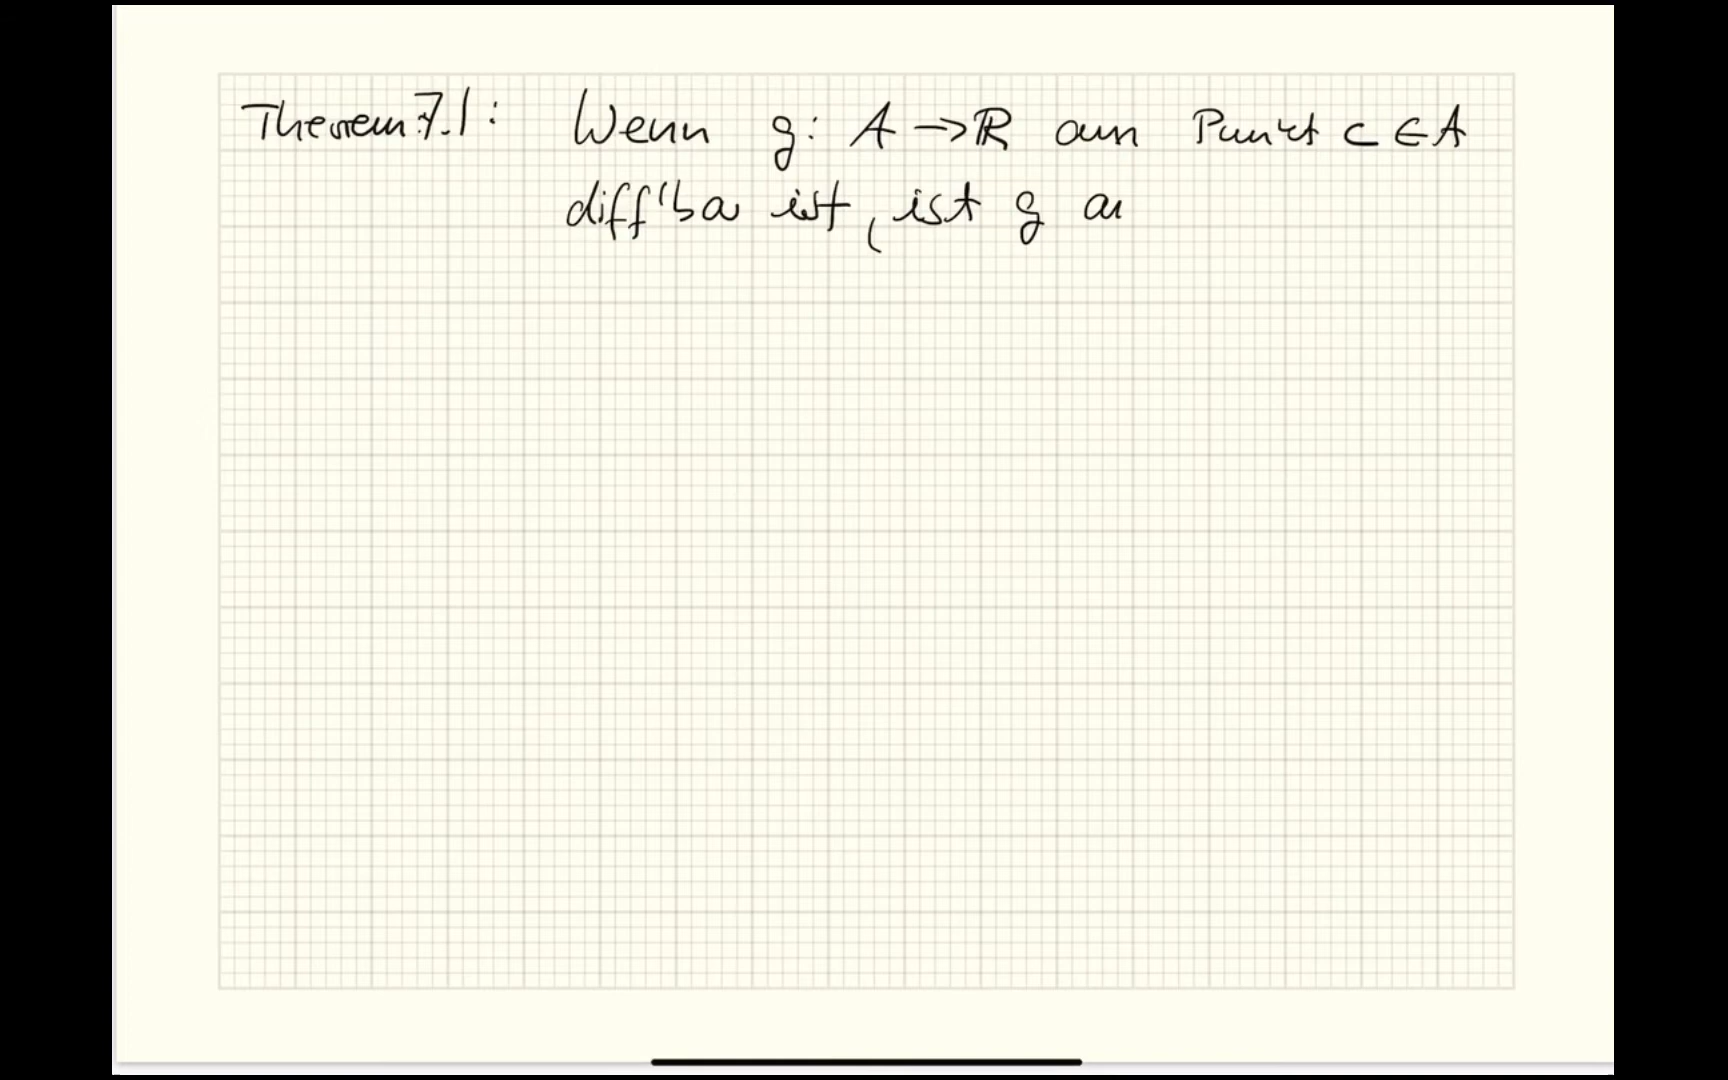 Theorem 7.1: Wenn g: A → ℝ am Punkt c ∈ A
diff'bar ist, ist g an